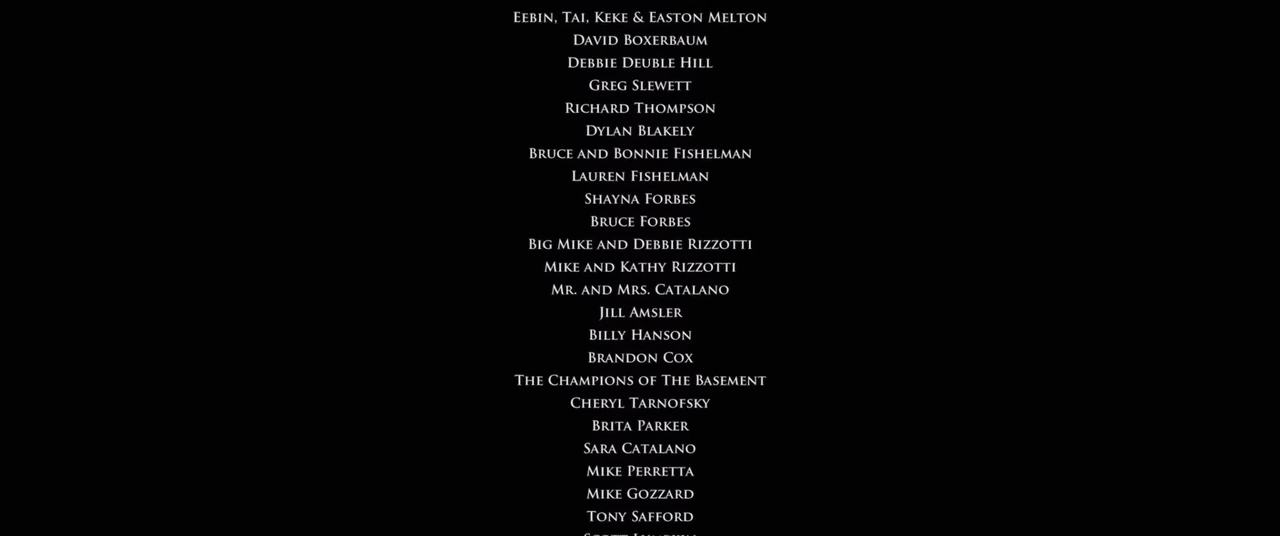 Eebin, Tai, Keke & Easton Melton
David Boxerbaum
Debbie Deuble Hill
Greg Slewett
Richard Thompson
Dylan Blakely
Bruce and Bonnie Fishelman
Lauren Fishelman
Shayna Forbes
Bruce Forbes
Big Mike and Debbie Rizzotti
Mike and Kathy Rizzotti
Mr. and Mrs. Catalano
Jill Amsler
Billy Hanson
Brandon Cox
The Champions of The Basement
Cheryl Tarnofsky
Brita Parker
Sara Catalano
Mike Perretta
Mike Gozzard
Tony Safford